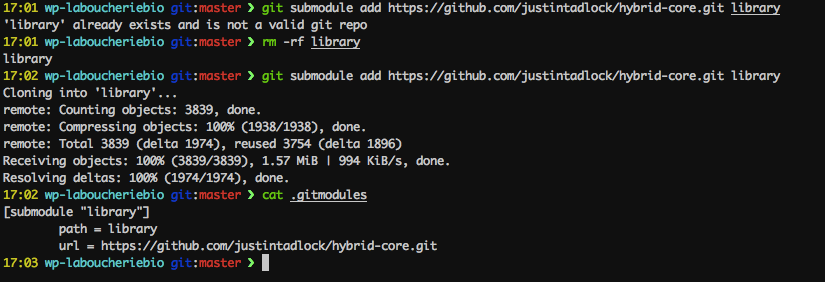 17:01 wp-laboucheriebio git:master ❯ git submodule add https://github.com/justintadlock/hybrid-core.git library
'library' already exists and is not a valid git repo
17:01 wp-laboucheriebio git:master ❯ rm -rf library
library
17:02 wp-laboucheriebio git:master ❯ git submodule add https://github.com/justintadlock/hybrid-core.git library
Cloning into 'library'...
remote: Counting objects: 3839, done.
remote: Compressing objects: 100% (1938/1938), done.
remote: Total 3839 (delta 1974), reused 3754 (delta 1896)
Receiving objects: 100% (3839/3839), 1.57 MiB | 994 KiB/s, done.
Resolving deltas: 100% (1974/1974), done.
17:02 wp-laboucheriebio git:master ❯ cat .gitmodules
[submodule "library"]
        path = library
        url = https://github.com/justintadlock/hybrid-core.git
17:03 wp-laboucheriebio git:master ❯